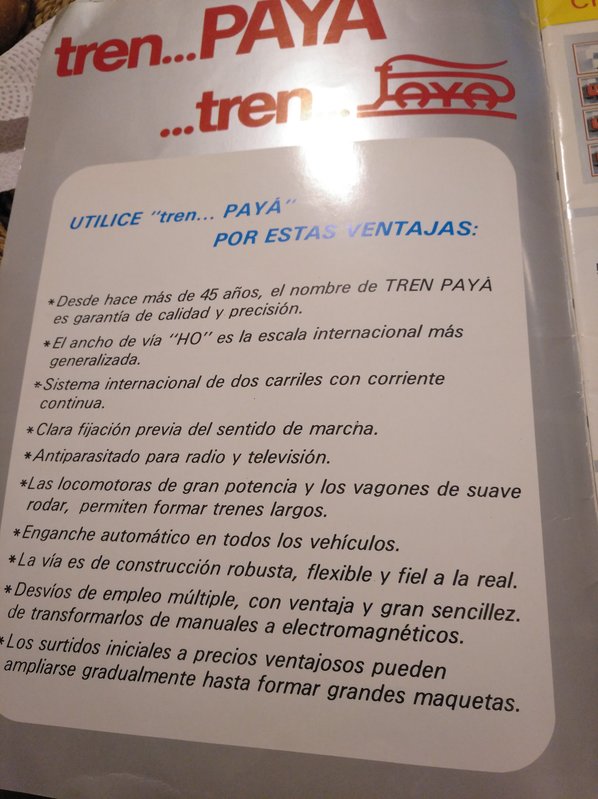 tren...PAYÁ
...tren...PAYÁ
UTILICE "tren... PAYÁ"
POR ESTAS VENTAJAS:
*Desde hace más de 45 años, el nombre de TREN PAYÁ
es garantía de calidad y precisión.
*El ancho de vía "HO" es la escala internacional más
generalizada.
*Sistema internacional de dos carriles con corriente
continua.
*Clara fijación previa del sentido de marcha.
*Antiparasitado para radio y televisión.
*Las locomotoras de gran potencia y los vagones de suave
rodar, permiten formar trenes largos.
*Enganche automático en todos los vehículos.
*La vía es de construcción robusta, flexible y fiel a la real.
*Desvíos de empleo múltiple, con ventaja y gran sencillez.
de transformarlos de manuales a electromagnéticos.
*Los surtidos iniciales a precios ventajosos pueden
ampliarse gradualmente hasta formar grandes maquetas.